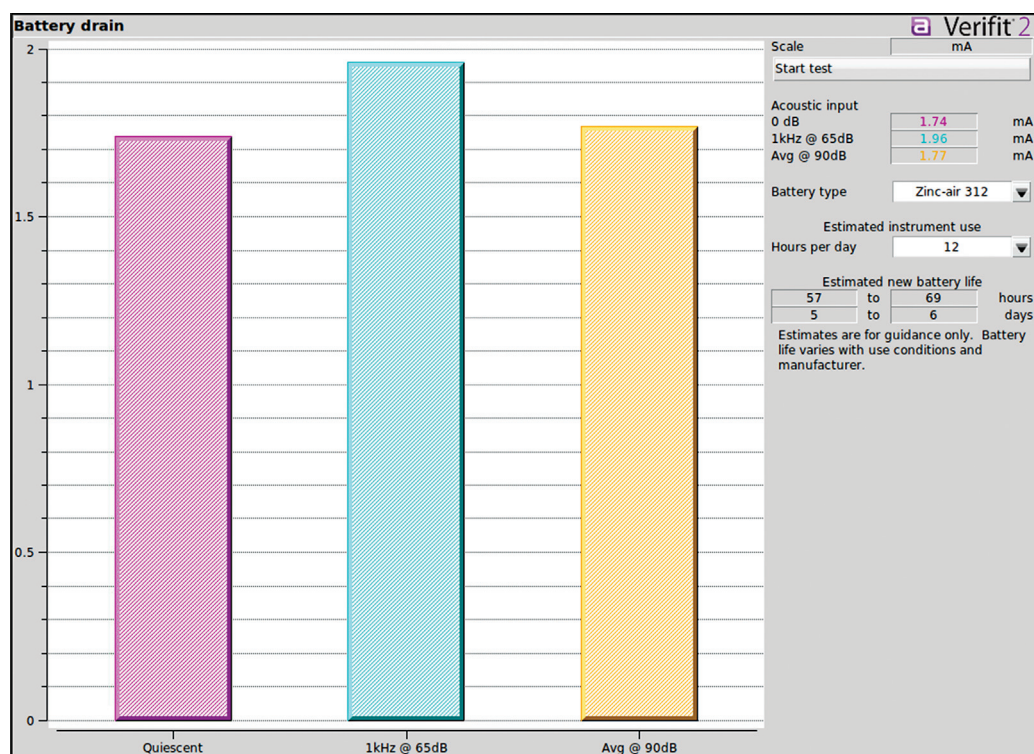 Battery drain
a Verifit® 2
Scale mA
Start test
Acoustic input
0 dB 1.74 mA
1kHz @ 65dB 1.96 mA
Avg @ 90dB 1.77 mA
Battery type Zinc-air 312
Estimated instrument use
Hours per day 12
Estimated new battery life
57 to 69 hours
5 to 6 days
Estimates are for guidance only. Battery
life varies with use conditions and
manufacturer.
2
1.5
1
0.5
0
Quiescent 1kHz @ 65dB Avg @ 90dB